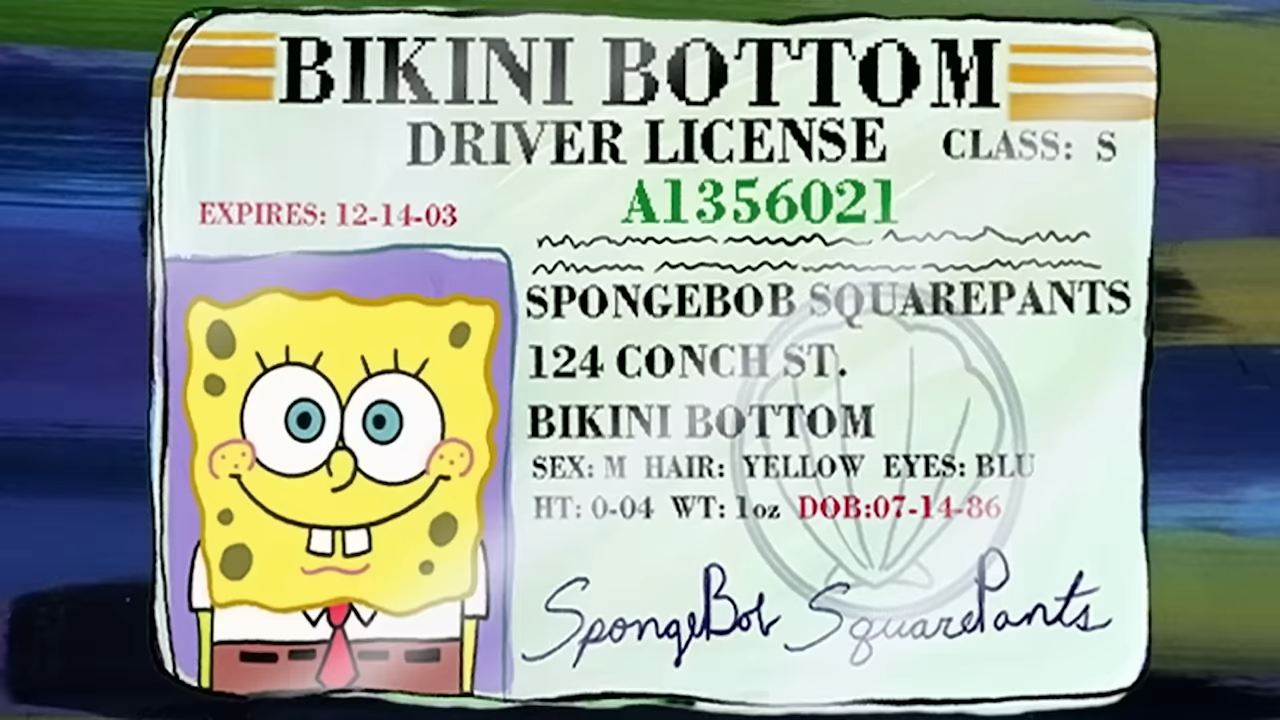 BIKINI BOTTOM
DRIVER LICENSE CLASS: S
A1356021
EXPIRES: 12-14-03
SPONGEBOB SQUAREPANTS
124 CONCH ST.
BIKINI BOTTOM
SEX: M HAIR: YELLOW EYES: BLU
HT: 0-04 WT: 1oz DOB:07-14-86
SpongeBob SquarePants